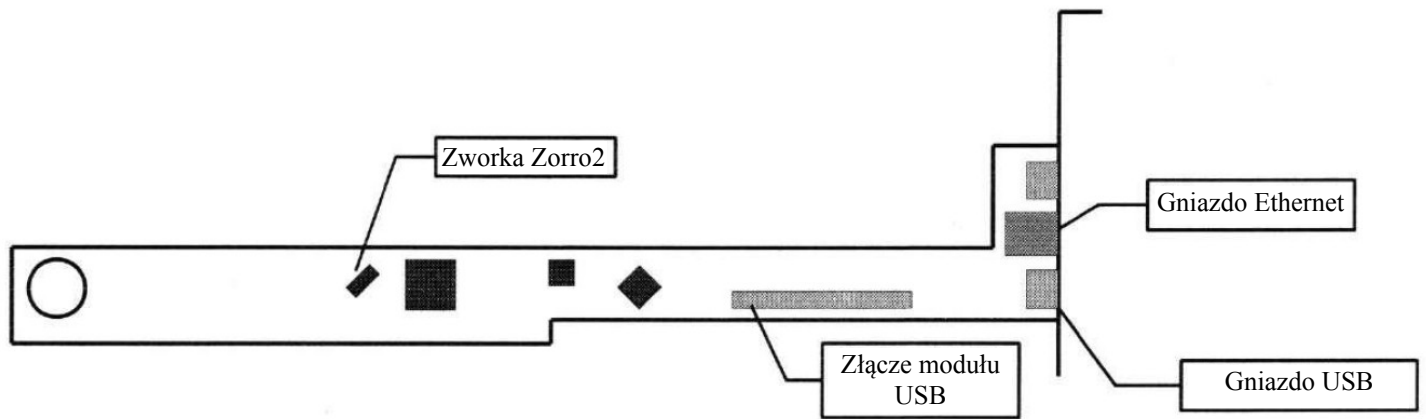 Zworka Zorro2
Gniazdo Ethernet
Złącze modułu
USB
Gniazdo USB